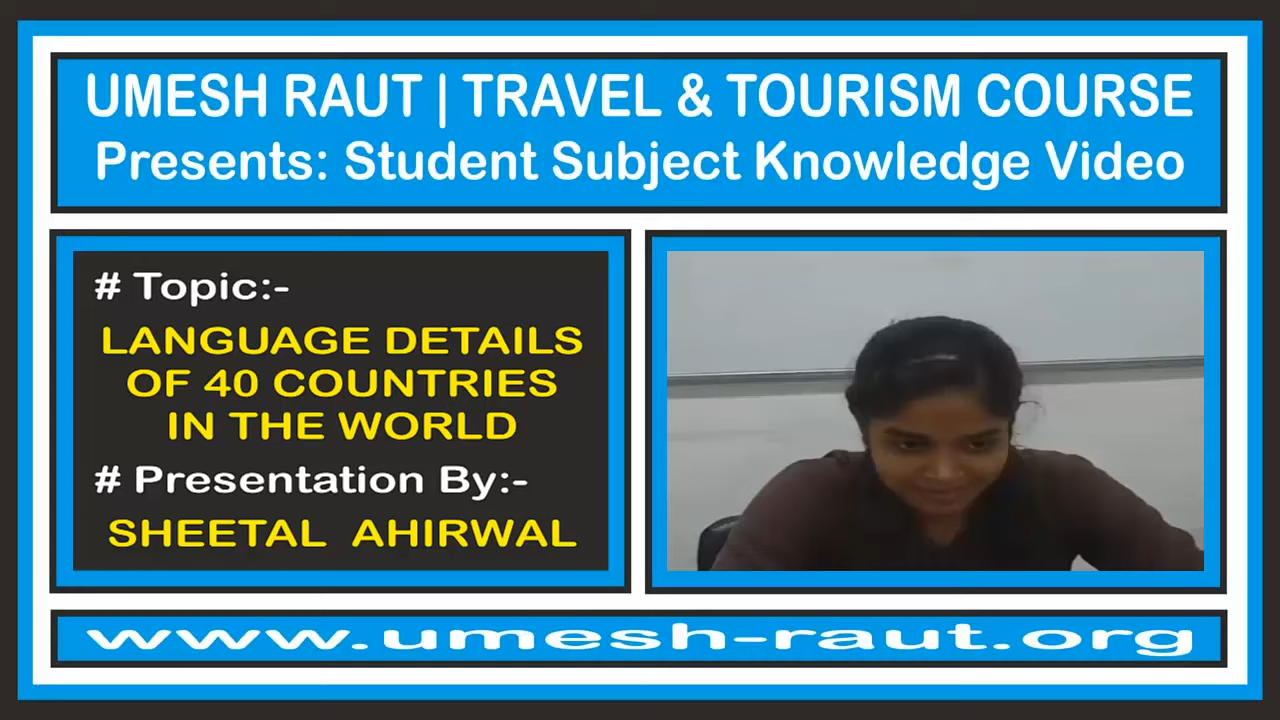 UMESH RAUT | TRAVEL & TOURISM COURSE
Presents: Student Subject Knowledge Video
# Topic:-
LANGUAGE DETAILS
OF 40 COUNTRIES
IN THE WORLD
# Presentation By:-
SHEETAL AHIRWAL
www.umesh-raut.org